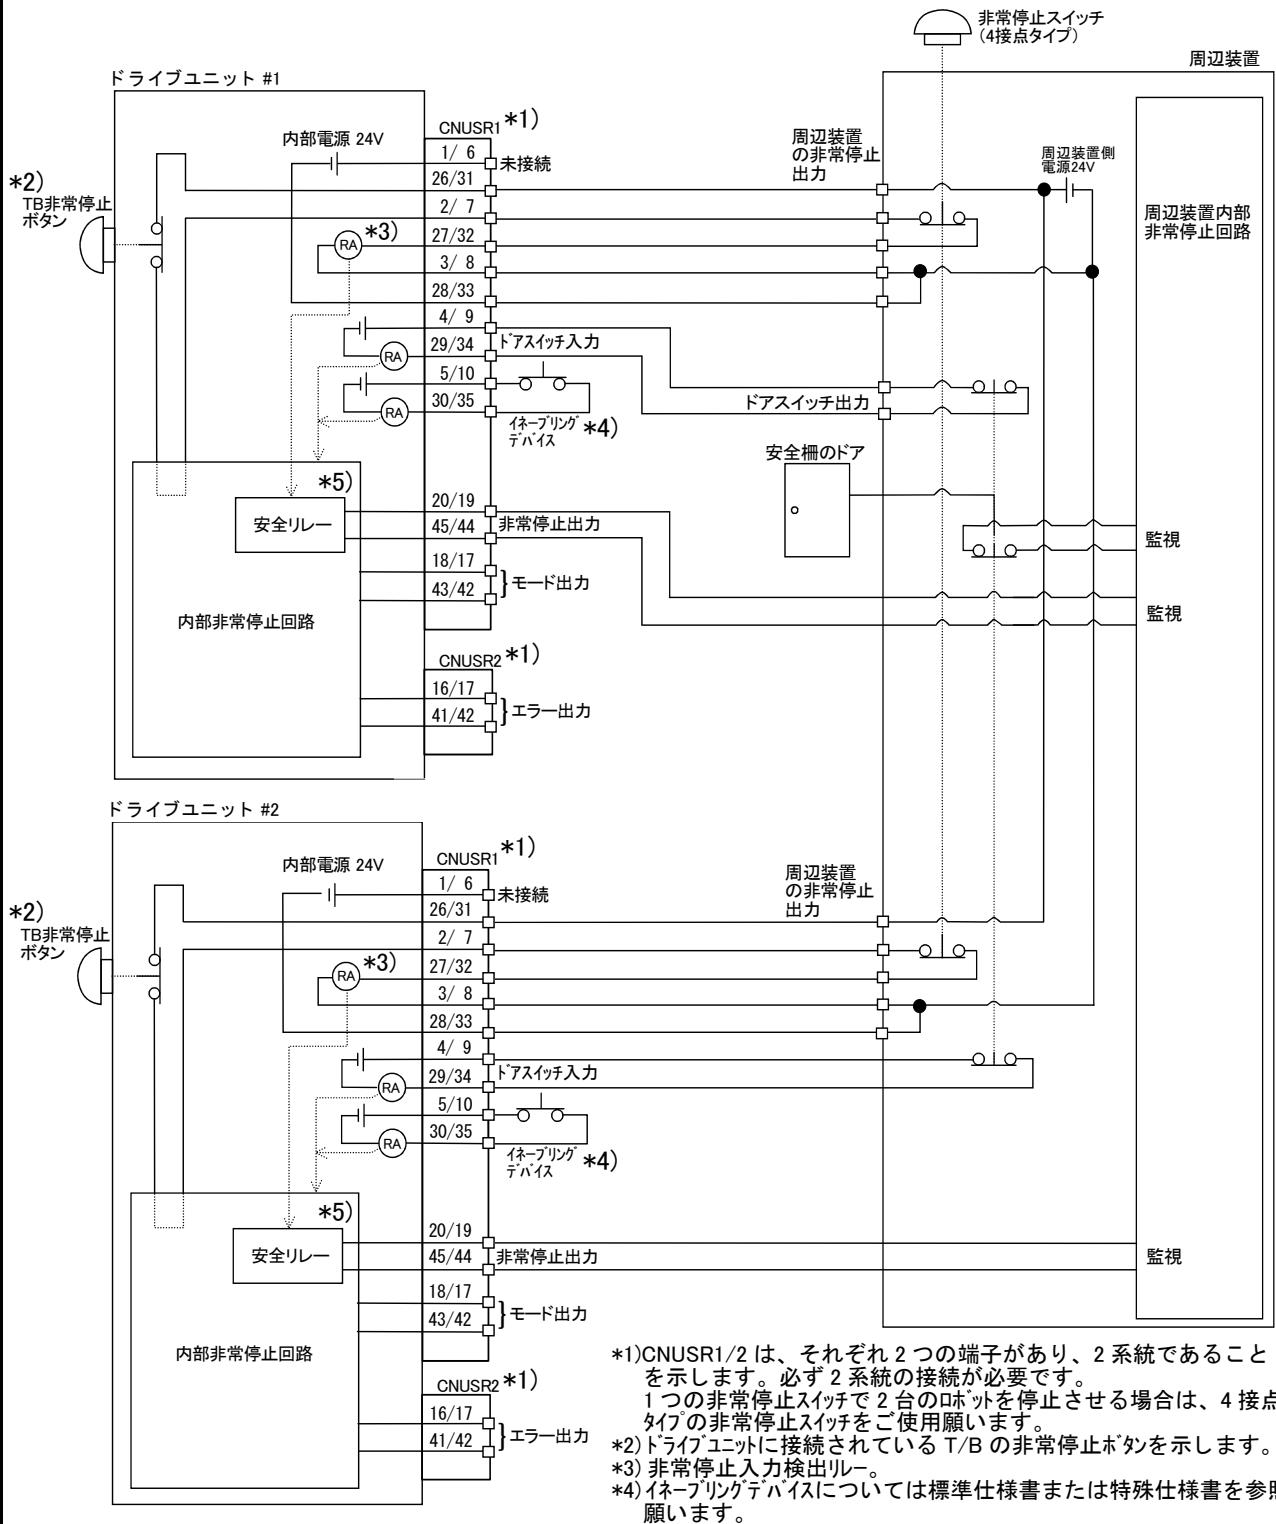 非常停止スイッチ
(4接点タイプ)
周辺装置
ドライブユニット #1
CNUSR1 *1)
内部電源 24V
1/ 6
未接続
26/31
2/ 7
*2)
TB非常停止
ボタン
RA
*3)
27/32
3/ 8
28/33
4/ 9
29/34
ドアスイッチ入力
RA
5/10
30/35
RA
イネーブリング
デバイス
*4)
周辺装置
の非常停止
出力
周辺装置側
電源24V
周辺装置内部
非常停止回路
ドアスイッチ出力
安全柵のドア
*5)
安全リレー
20/19
45/44
非常停止出力
18/17
43/42
モード出力
内部非常停止回路
監視
監視
CNUSR2 *1)
16/17
41/42
エラー出力
ドライブユニット #2
CNUSR1 *1)
内部電源 24V
1/ 6
未接続
26/31
2/ 7
*2)
TB非常停止
ボタン
RA
*3)
27/32
3/ 8
28/33
4/ 9
29/34
ドアスイッチ入力
RA
5/10
30/35
RA
イネーブリング
デバイス
*4)
周辺装置
の非常停止
出力
*5)
安全リレー
20/19
45/44
非常停止出力
18/17
43/42
モード出力
内部非常停止回路
監視
CNUSR2 *1)
16/17
41/42
エラー出力
*1)CNUSR1/2 は、それぞれ 2 つの端子があり、2 系統であること
を示します。必ず 2 系統の接続が必要です。
1 つの非常停止スイッチで 2 台のロボットを停止させる場合は、4 接点
タイプの非常停止スイッチをご使用願います。
*2)ドライブユニットに接続されている T/B の非常停止ボタンを示します。
*3)非常停止入力検出リレー。
*4)イネーブリングデバイスについては標準仕様書または特殊仕様書を参照
願います。